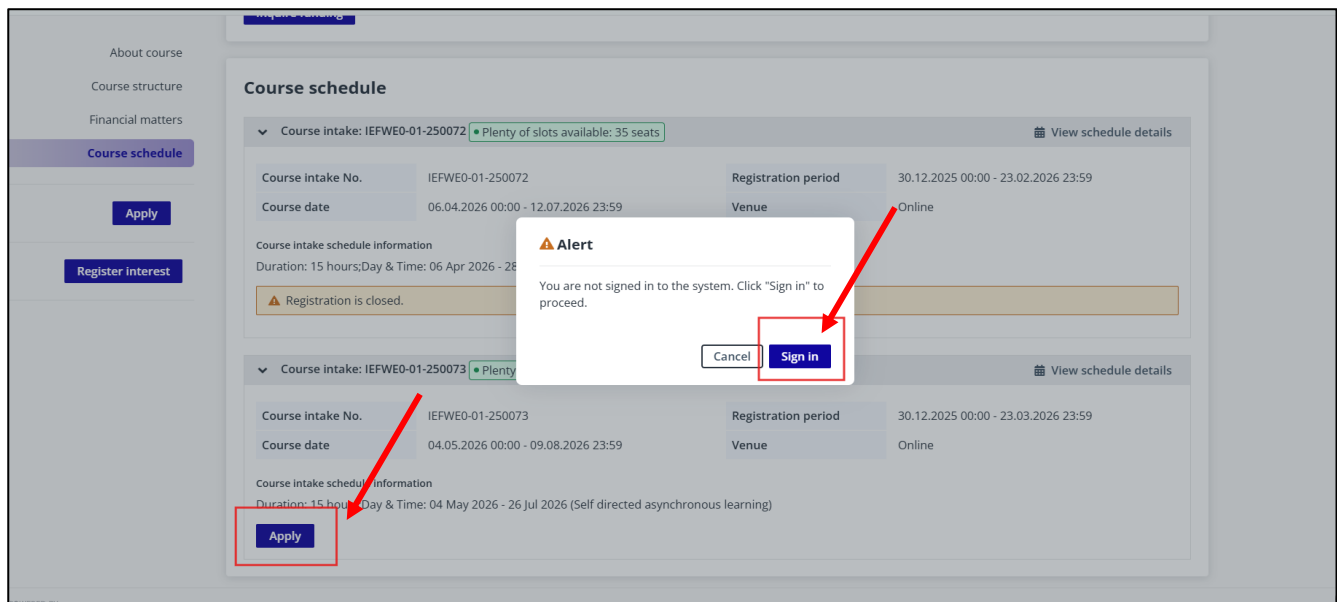 Inquire funding
About course
Course structure
Financial matters
Course schedule
Apply
Register interest
Course schedule
Course intake: IEFWE0-01-250072 Plenty of slots available: 35 seats View schedule details
Course intake No. IEFWE0-01-250072 Registration period 30.12.2025 00:00 - 23.02.2026 23:59
Course date 06.04.2026 00:00 - 12.07.2026 23:59 Venue Online
Course intake schedule information
Duration: 15 hours;Day & Time: 06 Apr 2026 - 28
Registration is closed.
Alert
You are not signed in to the system. Click "Sign in" to
proceed.
Cancel Sign in
Course intake: IEFWE0-01-250073 Plenty View schedule details
Course intake No. IEFWE0-01-250073 Registration period 30.12.2025 00:00 - 23.03.2026 23:59
Course date 04.05.2026 00:00 - 09.08.2026 23:59 Venue Online
Course intake schedule information
Duration: 15 hours;Day & Time: 04 May 2026 - 26 Jul 2026 (Self directed asynchronous learning)
Apply